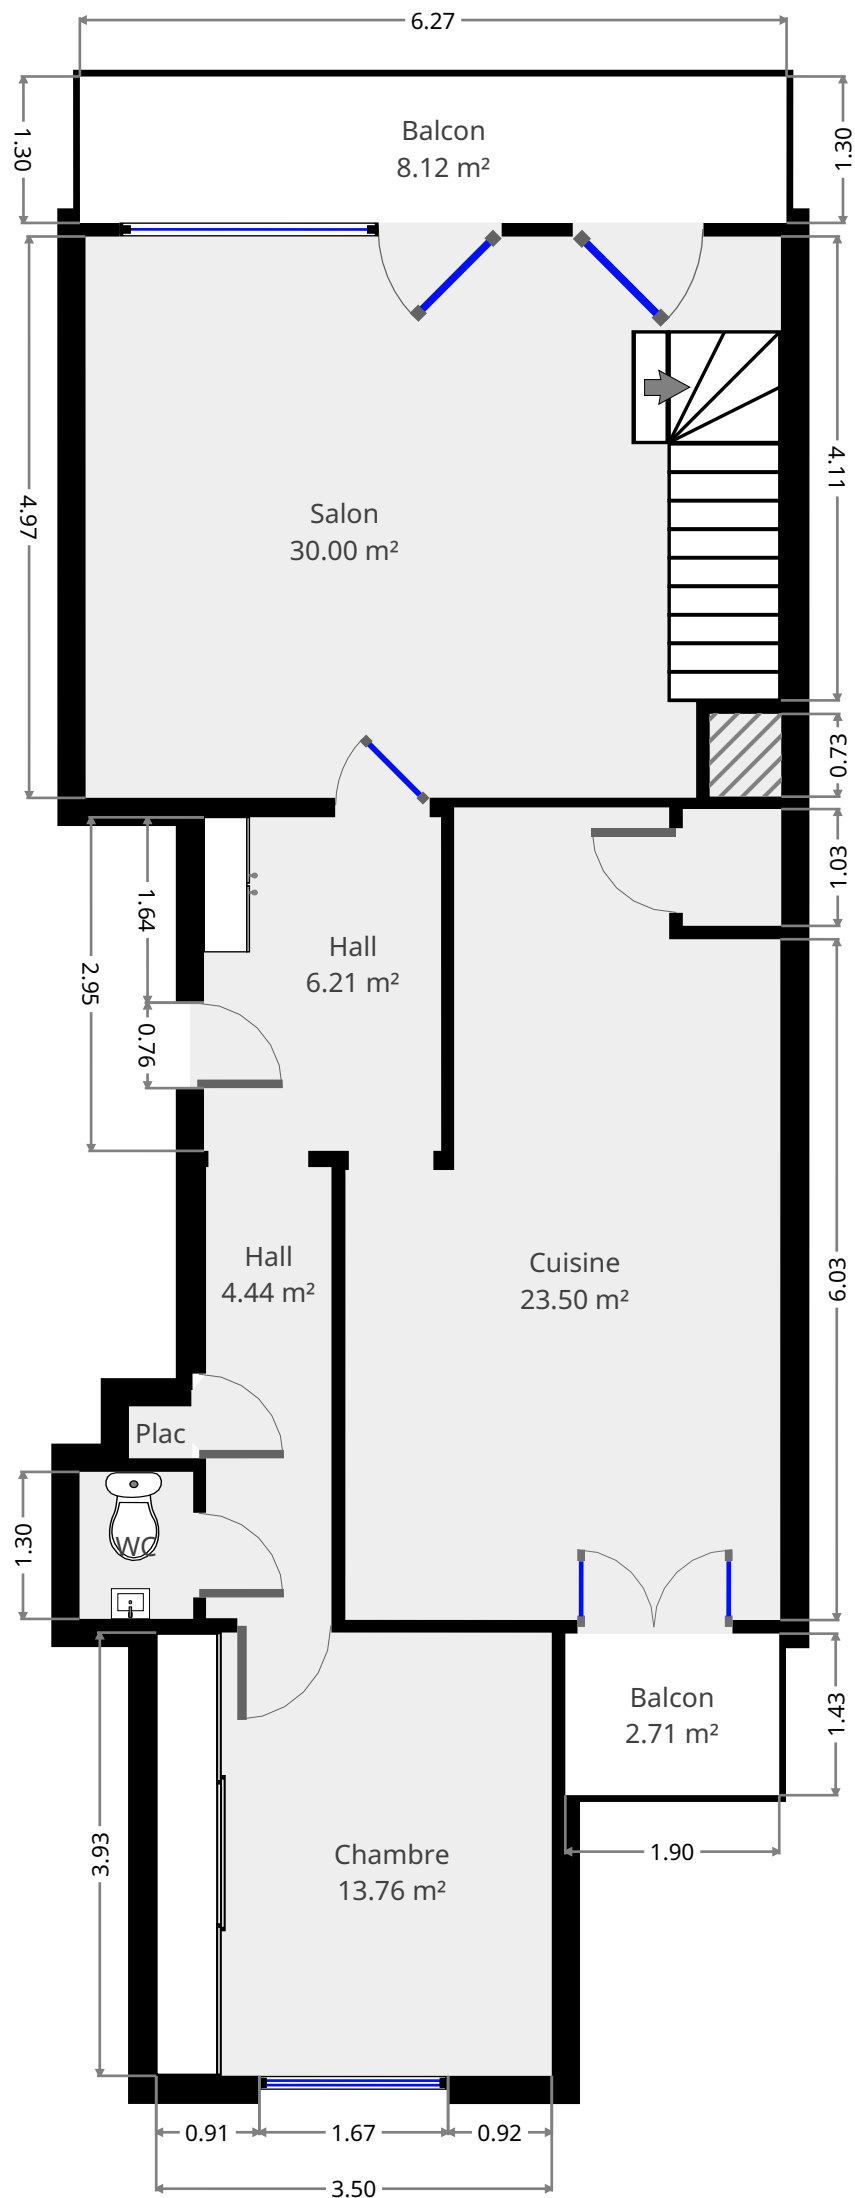 6.27
1.30
1.30
Balcon
8.12 m²
4.97
4.11
Salon
30.00 m²
0.73
1.03
1.64
2.95
0.76
Hall
6.21 m²
6.03
Hall
4.44 m²
Cuisine
23.50 m²
Plac
1.30
WC
Balcon
2.71 m²
1.43
3.93
Chambre
13.76 m²
1.90
0.91
1.67
0.92
3.50